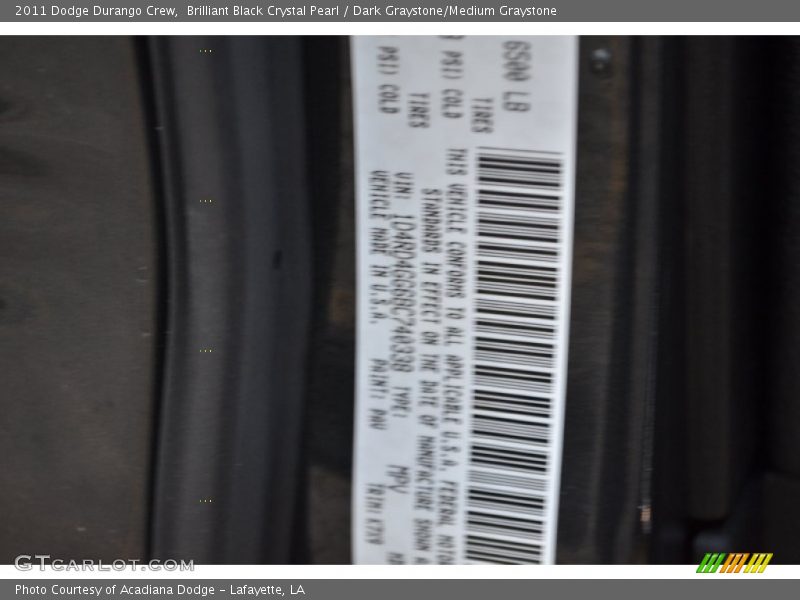 2011 Dodge Durango Crew,  Brilliant Black Crystal Pearl / Dark Graystone/Medium Graystone
6500 LB
TIRES
PSI) COLD
TIRES
PSI) COLD
THIS VEHICLE CONFORMS TO ALL APPLICABLE U.S.A. FEDERAL
STANDARDS IN EFFECT ON THE DATE OF MANUFACTURE SHOWN
VIN: TYPE: MPV
VEHICLE MADE IN U.S.A. PAINT:
GTcarlot.com
Photo Courtesy of Acadiana Dodge - Lafayette, LA